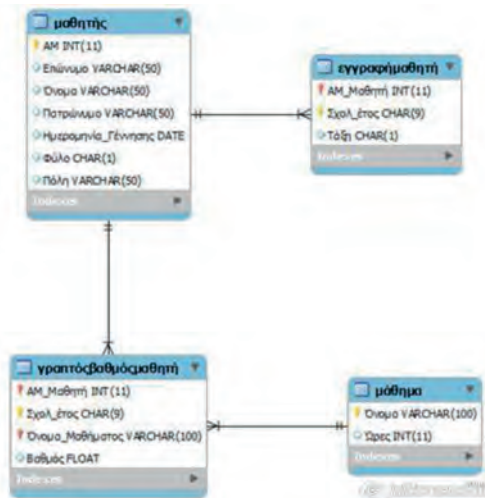 μαθητής
ΑΜ INT(11)
Επώνυμο VARCHAR(50)
Όνομα VARCHAR(50)
Πατρώνυμο VARCHAR(50)
Ημερομηνία_Γέννησης DATE
Φύλο CHAR(1)
Πόλη VARCHAR(50)
Indexes
εγγραφήμαθητή
ΑΜ_Μαθητή INT(11)
Σχολ_έτος CHAR(9)
Τάξη CHAR(1)
Indexes
γραπτόςβαθμόςμαθητή
ΑΜ_Μαθητή INT(11)
Σχολ_έτος CHAR(9)
Όνομα_Μαθήματος VARCHAR(100)
Βαθμός FLOAT
Indexes
μάθημα
Όνομα VARCHAR(100)
Ώρες INT(11)
Indexes